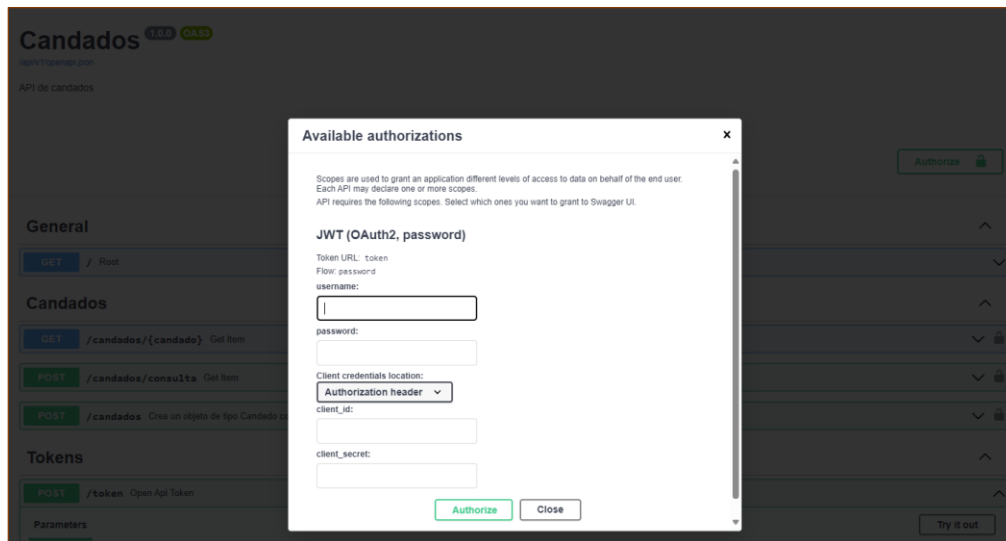 Candados 1.0.0 OAS3
/api/v1/openapi.json
API de candados
Available authorizations x
Authorize
Scopes are used to grant an application different levels of access to data on behalf of the end user.
Each API may declare one or more scopes.
API requires the following scopes. Select which ones you want to grant to Swagger UI.
JWT (OAuth2, password)
Token URL: token
Flow: password
username:
password:
Client credentials location:
Authorization header
client_id:
client_secret:
Authorize Close
General
GET / Root
Candados
GET /candados/{candado} Get Item
POST /candados/consulta Get Item
POST /candados Crea un objeto de tipo Candado
Tokens
POST /token Open Api Token
Parameters Try it out